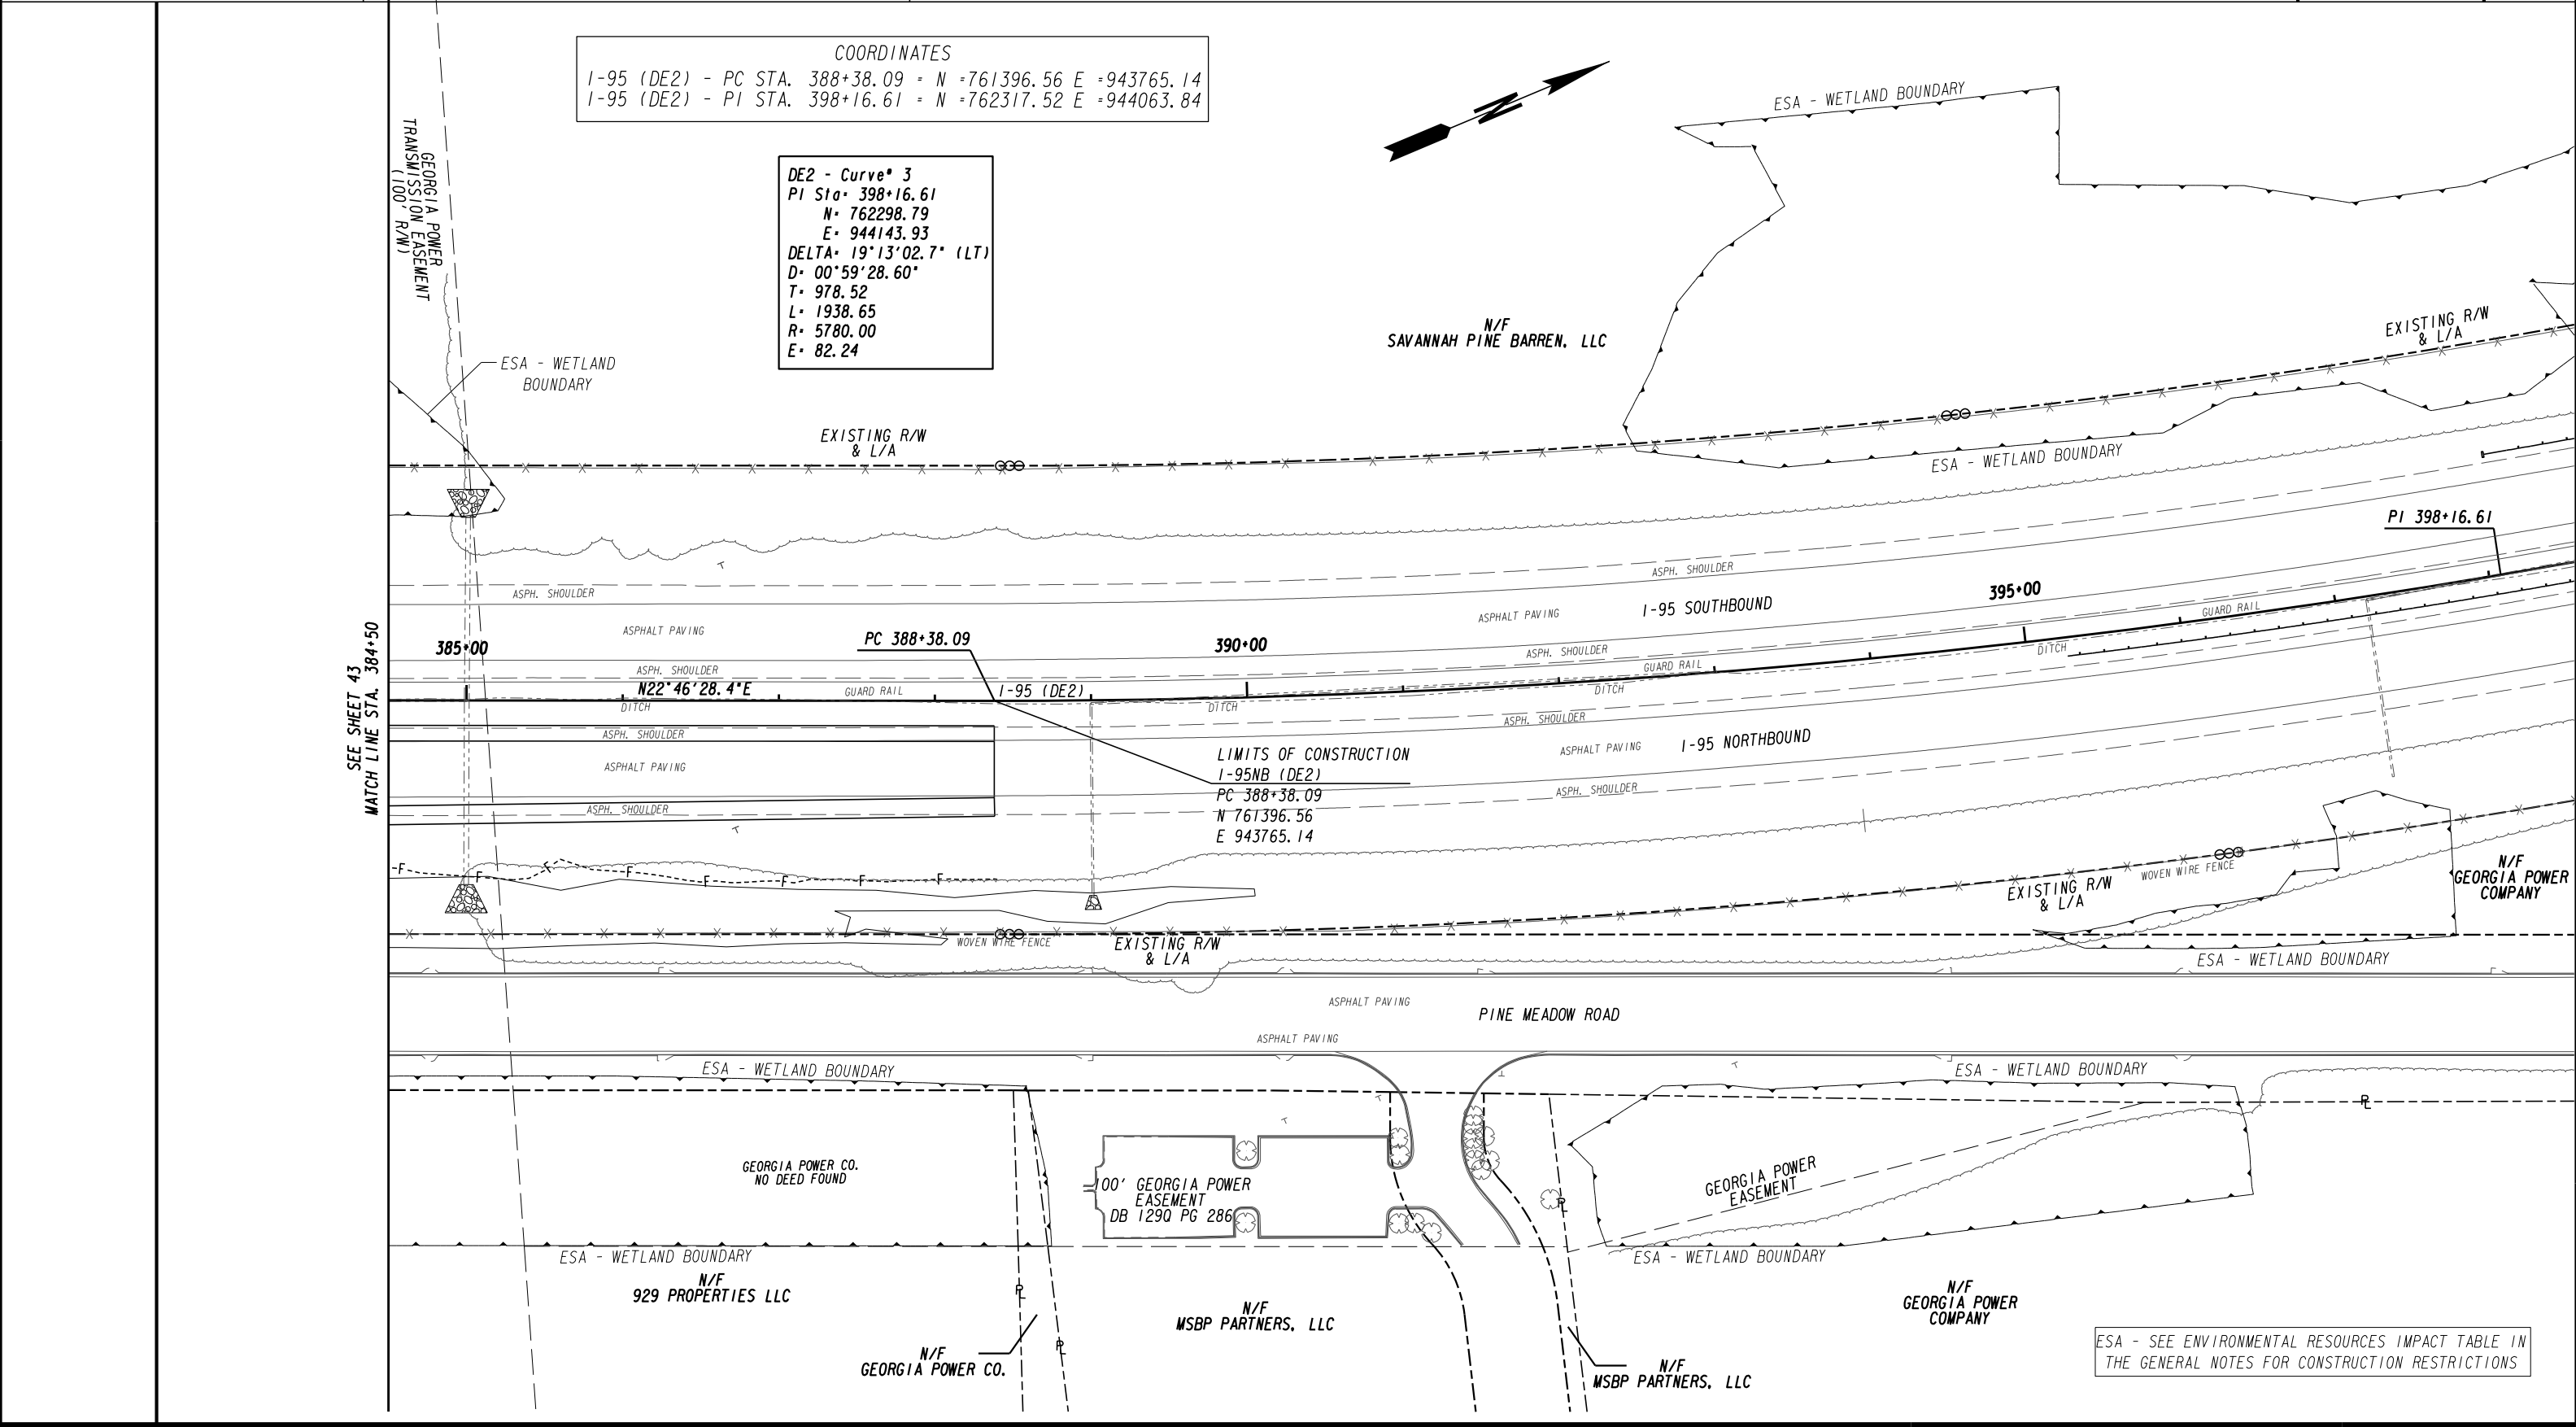 COORDINATES
I-95 (DE2) - PC STA. 388+38.09 = N =761396.56 E =943765.14
I-95 (DE2) - PI STA. 398+16.61 = N =762317.52 E =944063.84
N
ESA - WETLAND BOUNDARY
GEORGIA POWER
TRANSMISSION EASEMENT
(100' R/W)
DE2 - Curve# 3
PI Sta= 398+16.61
N= 762298.79
E= 944143.93
DELTA= 19°13'02.7" (LT)
D= 00°59'28.60"
T= 978.52
L= 1938.65
R= 5780.00
E= 82.24
ESA - WETLAND
BOUNDARY
N/F
SAVANNAH PINE BARREN, LLC
EXISTING R/W
& L/A
EXISTING R/W
& L/A
ESA - WETLAND BOUNDARY
PI 398+16.61
ASPH. SHOULDER
ASPH. SHOULDER
ASPHALT PAVING
I-95 SOUTHBOUND
395+00
GUARD RAIL
SEE SHEET 43
MATCH LINE STA. 384+50
385+00
ASPHALT PAVING
PC 388+38.09
390+00
ASPH. SHOULDER
DITCH
ASPH. SHOULDER
GUARD RAIL
N22°46'28.4"E
GUARD RAIL
I-95 (DE2)
DITCH
DITCH
DITCH
ASPH. SHOULDER
ASPH. SHOULDER
ASPHALT PAVING
I-95 NORTHBOUND
ASPHALT PAVING
LIMITS OF CONSTRUCTION
I-95NB (DE2)
PC 388+38.09
N 761396.56
E 943765.14
ASPH. SHOULDER
ASPH. SHOULDER
F
F
F
F
F
F
F
F
N/F
GEORGIA POWER
COMPANY
WOVEN WIRE FENCE
EXISTING R/W
& L/A
WOVEN WIRE FENCE
EXISTING R/W
& L/A
ESA - WETLAND BOUNDARY
ASPHALT PAVING
PINE MEADOW ROAD
ASPHALT PAVING
ESA - WETLAND BOUNDARY
ESA - WETLAND BOUNDARY
PL
GEORGIA POWER CO.
NO DEED FOUND
100' GEORGIA POWER
EASEMENT
DB 129Q PG 286
PL
GEORGIA POWER
EASEMENT
ESA - WETLAND BOUNDARY
ESA - WETLAND BOUNDARY
N/F
929 PROPERTIES LLC
PL
PL
N/F
GEORGIA POWER CO.
N/F
MSBP PARTNERS, LLC
N/F
MSBP PARTNERS, LLC
N/F
GEORGIA POWER
COMPANY
ESA - SEE ENVIRONMENTAL RESOURCES IMPACT TABLE IN
THE GENERAL NOTES FOR CONSTRUCTION RESTRICTIONS